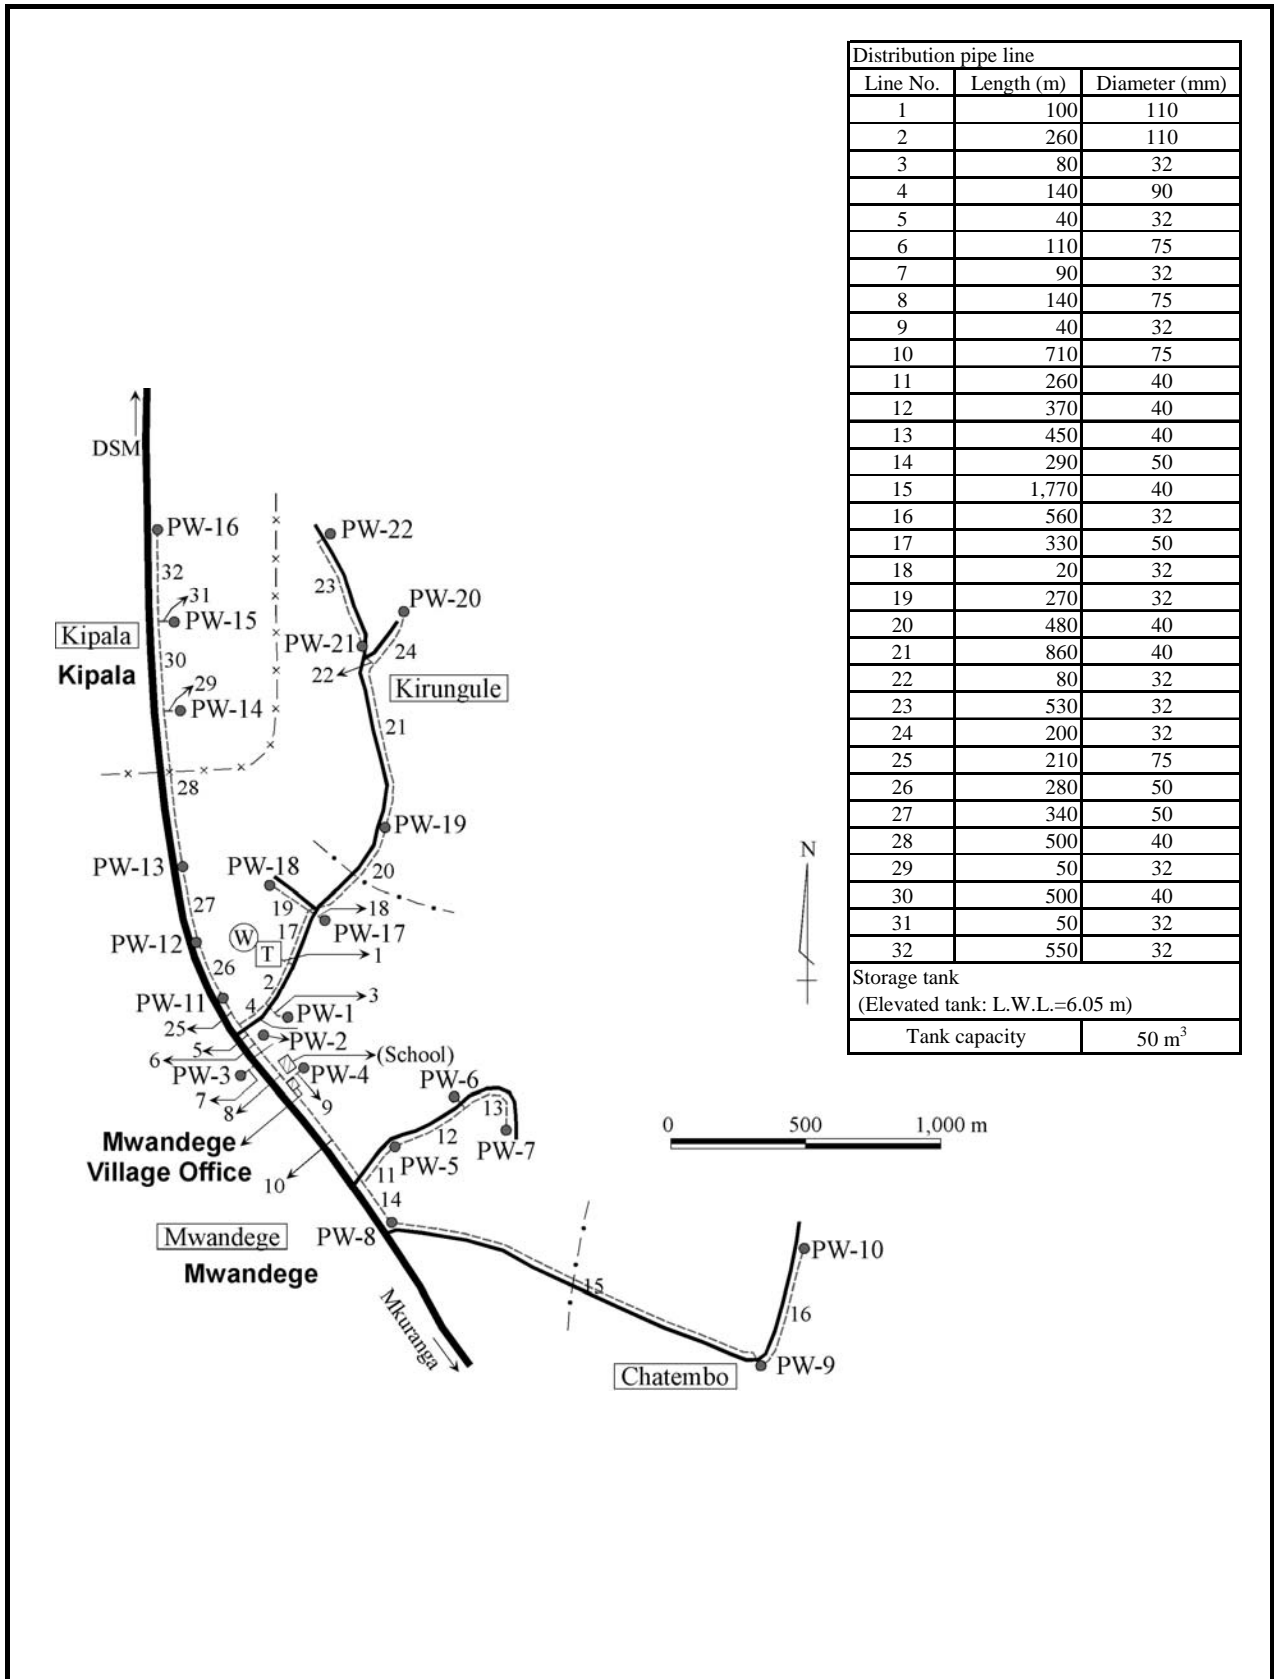 Distribution pipe line
Line No. Length (m) Diameter (mm)
1 100 110
2 260 110
3 80 32
4 140 90
5 40 32
6 110 75
7 90 32
8 140 75
9 40 32
10 710 75
11 260 40
12 370 40
13 450 40
14 290 50
15 1,770 40
16 560 32
17 330 50
18 20 32
19 270 32
20 480 40
21 860 40
22 80 32
23 530 32
24 200 32
25 210 75
26 280 50
27 340 50
28 500 40
29 50 32
30 500 40
31 50 32
32 550 32
Storage tank
(Elevated tank: L.W.L.=6.05 m)
Tank capacity 50 m³
DSM
PW-16
PW-22
32
23
31
PW-20
PW-15
Kipala
PW-21
24
30
22
Kipala
29
Kirungule
PW-14
21
28
PW-19
N
PW-13
PW-18
20
19
18
27
17
PW-17
W
PW-12
T
1
26
2
3
PW-11
4
PW-1
25
5
PW-2
6
(School)
PW-3
PW-4
PW-6
7
8
9
13
0 500 1,000 m
12
Mwandege
Village Office
PW-5
PW-7
11
10
14
Mwandege
PW-8
PW-10
Mwandege
15
16
Mkuranga
PW-9
Chatembo